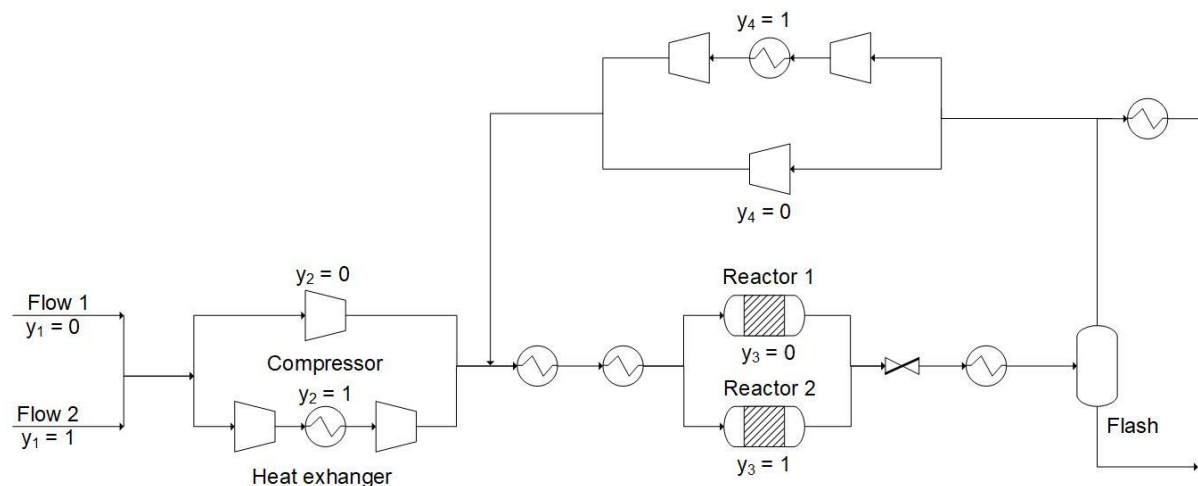 y₄ = 1
y₄ = 0
y₂ = 0
Reactor 1
Flow 1
y₁ = 0
y₃ = 0
Compressor
Reactor 2
y₂ = 1
Flow 2
y₁ = 1
Flash
y₃ = 1
Heat exhanger